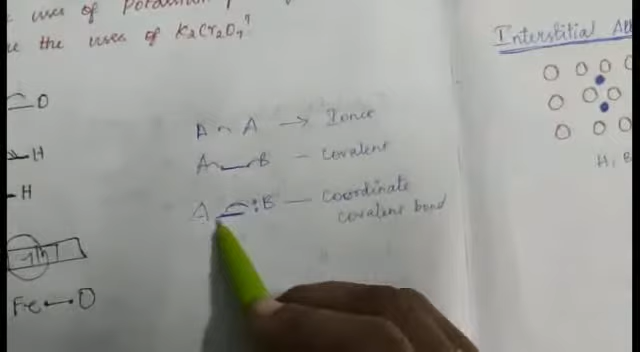 uses of Potassium
the uses of K2Cr2O7?
Interstitial
O
H
H
Fe O
A A → Ionic
A B - covalent
A :B - coordinate
covalent bond
H, B